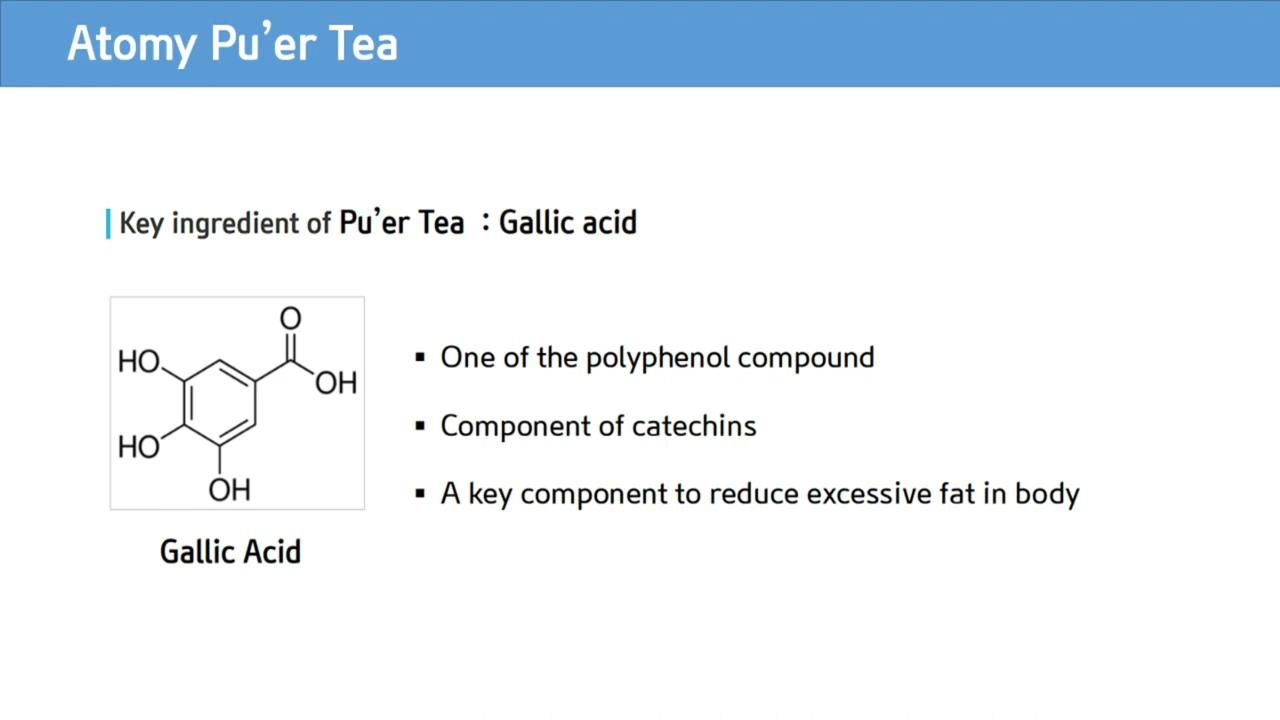 Atomy Pu’er Tea
Key ingredient of Pu’er Tea : Gallic acid
O
HO
OH
HO
OH
▪ One of the polyphenol compound
▪ Component of catechins
▪ A key component to reduce excessive fat in body
Gallic Acid